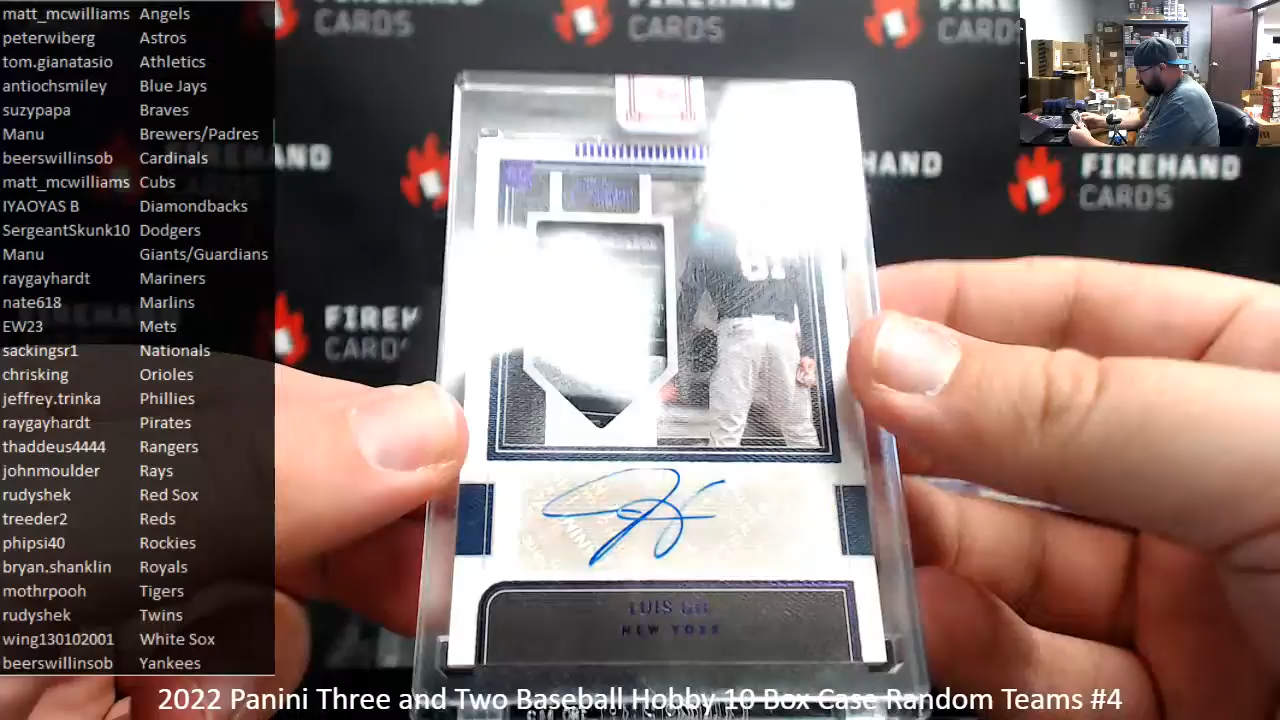 matt_mcwilliams Angels
peterwiberg Astros
tom.gianatasio Athletics
antiochsmiley Blue Jays
suzypapa Braves
Manu Brewers/Padres
beerswillinsob Cardinals
matt_mcwilliams Cubs
IYAOYAS B Diamondbacks
SergeantSkunk10 Dodgers
Manu Giants/Guardians
raygayhardt Mariners
nate618 Marlins
EW23 Mets
sackingsr1 Nationals
chrisking Orioles
jeffrey.trinka Phillies
raygayhardt Pirates
thaddeus4444 Rangers
johnmoulder Rays
rudyshek Red Sox
treeder2 Reds
phipsi40 Rockies
bryan.shanklin Royals
mothrpooh Tigers
rudyshek Twins
wing130102001 White Sox
beerswillinsob Yankees
CARDS
CARDS
CARDS
FIREHAND
CARDS
LUIS GIL
NEW YORK
2022 Panini Three and Two Baseball Hobby 10 Box Case Random Teams #4